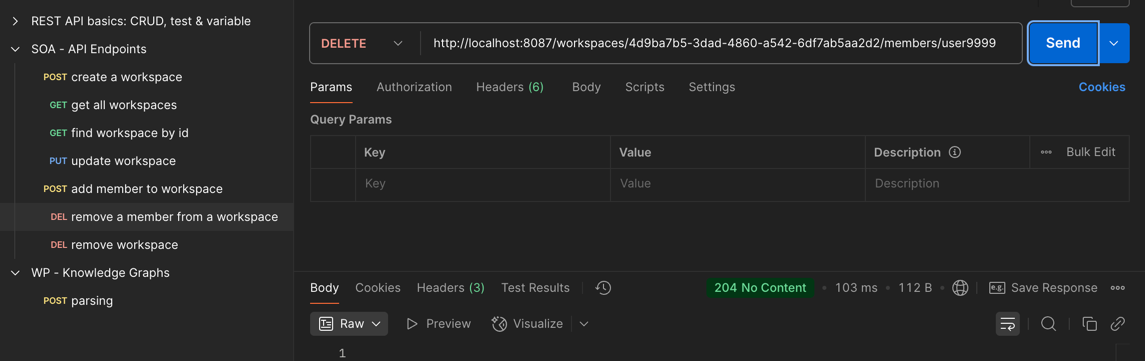 REST API basics: CRUD, test & variable
SOA - API Endpoints
POST create a workspace
GET get all workspaces
GET find workspace by id
PUT update workspace
POST add member to workspace
DEL remove a member from a workspace
DEL remove workspace
WP - Knowledge Graphs
POST parsing
DELETE http://localhost:8087/workspaces/4d9ba7b5-3dad-4860-a542-6df7ab5aa2d2/members/user9999 Send
Params Authorization Headers (6) Body Scripts Settings Cookies
Query Params
Key Value Description Bulk Edit
Key Value Description
Body Cookies Headers (3) Test Results 204 No Content • 103 ms • 112 B • e.g. Save Response
Raw Preview Visualize
1